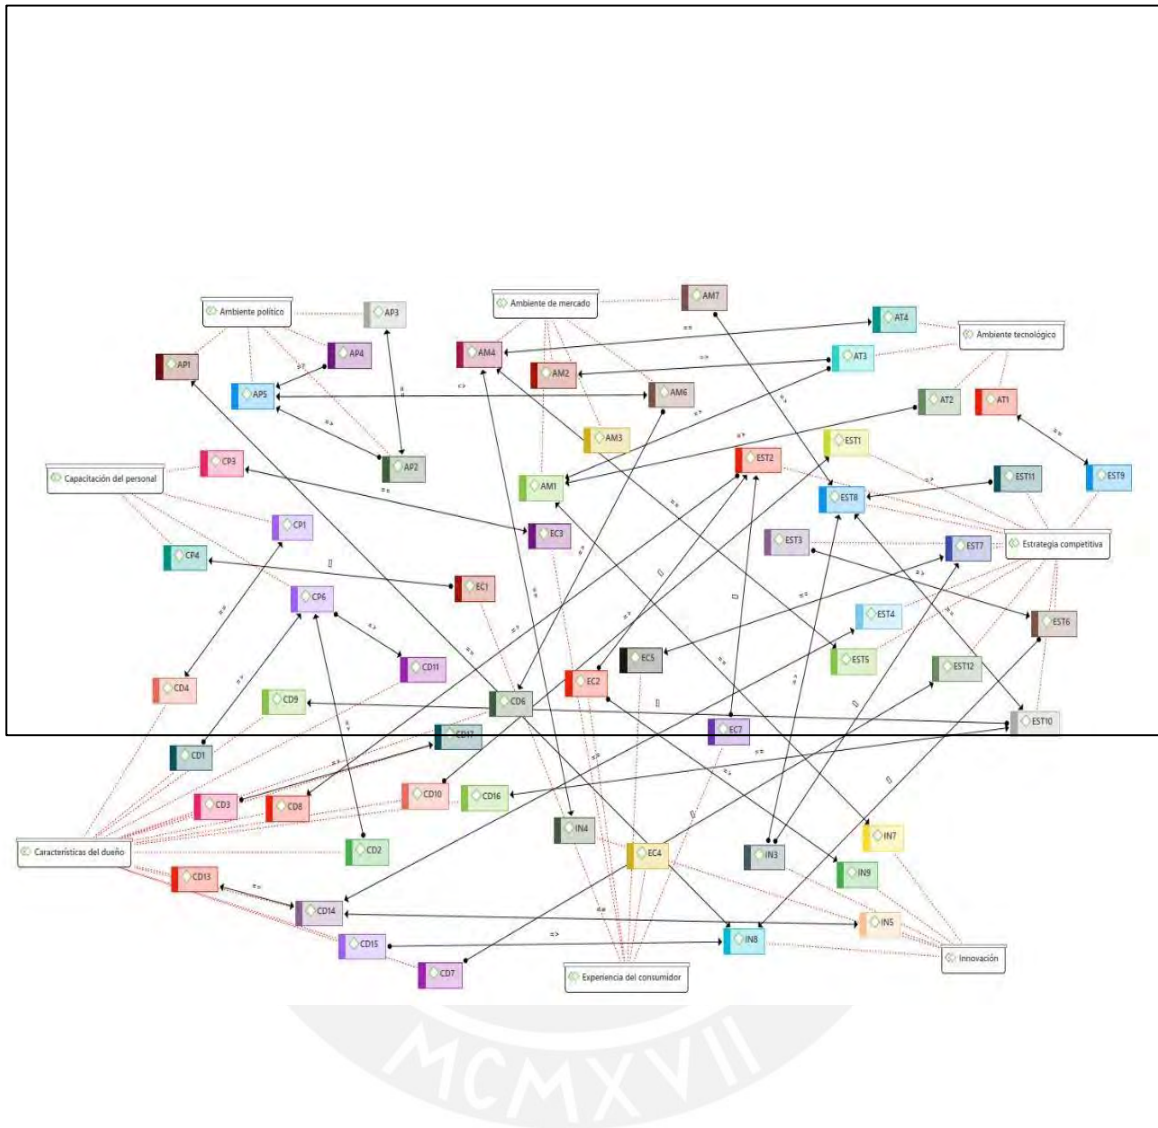 AM7
Ambiente político
AP3
Ambiente de mercado
AT4
Ambiente tecnológico
AP1
AP4
AM4
AM2
AT3
AP5
AM6
AT2
AT1
AM3
EST1
CP3
AP2
EST2
Capacitación del personal
AM1
EST8
EST11
EST9
CP1
EC3
EST3
EST7
Estrategia competitiva
CP4
EC1
CP6
EST4
EST6
CD11
EC5
EST5
EST12
CD4
CD9
CD6
EC2
EST10
CD1
CD17
EC7
CD3
CD8
CD10
CD16
IN4
IN7
Características del dueño
CD2
EC4
IN3
CD13
IN9
CD14
IN5
CD15
IN8
CD7
Experiencia del consumidor
Innovación
MCMXVII